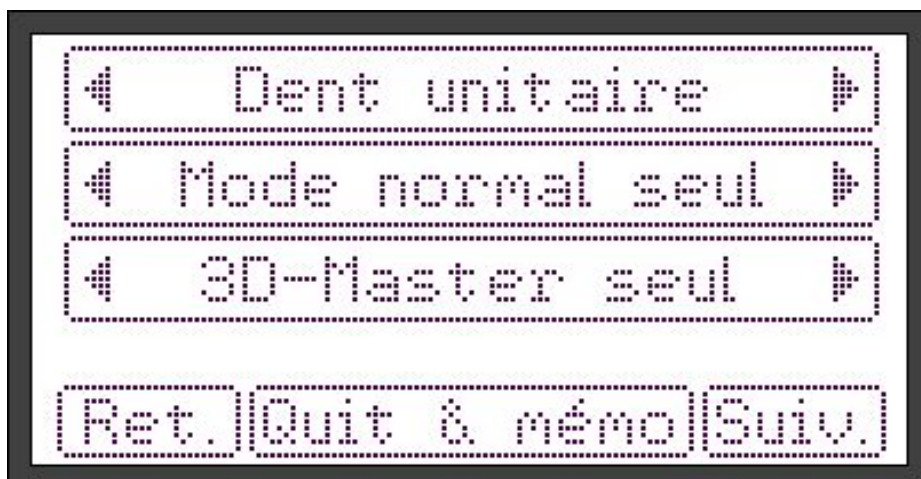 Dent unitaire
Mode normal seul
3D-Master seul
Ret. Quit & mémo Suiv.